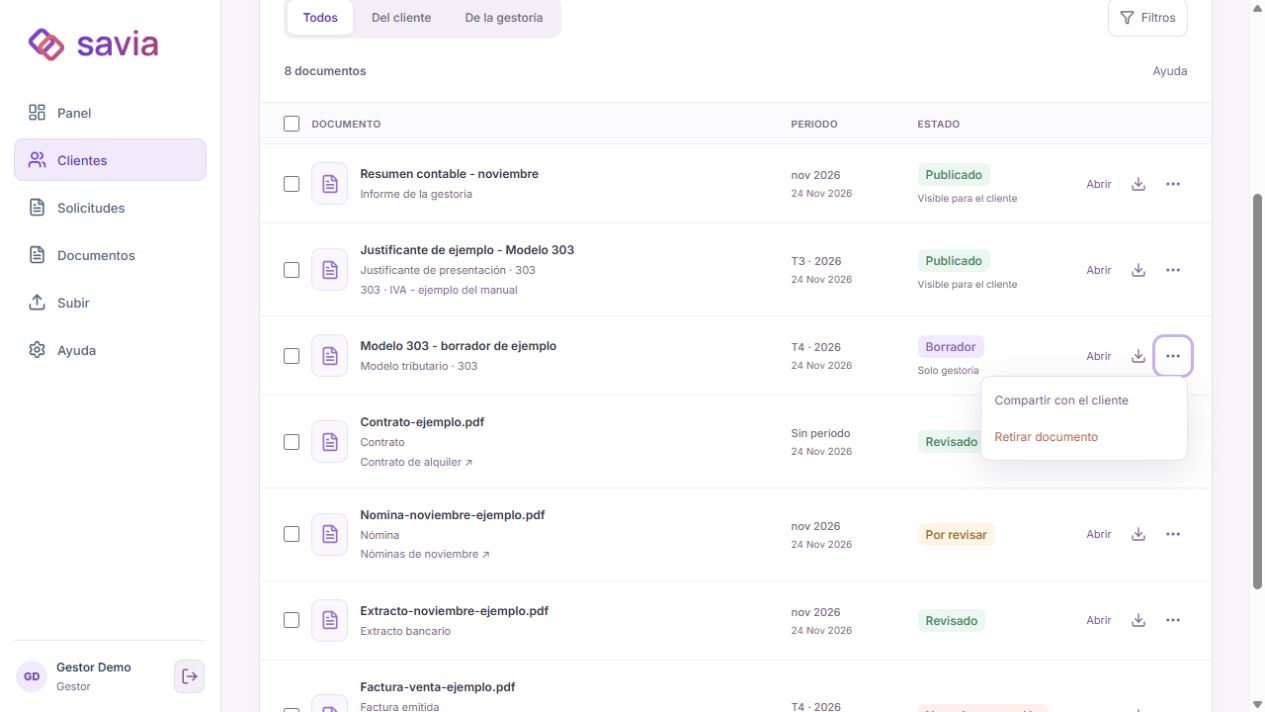 savia
Panel
Clientes
Solicitudes
Documentos
Subir
Ayuda
GD
Gestor Demo
Gestor
Todos
Del cliente
De la gestoría
Filtros
8 documentos
Ayuda
DOCUMENTO
PERIODO
ESTADO
Resumen contable - noviembre
Informe de la gestoría
nov 2026
24 Nov 2026
Publicado
Visible para el cliente
Abrir
Justificante de ejemplo - Modelo 303
Justificante de presentación · 303
303 · IVA - ejemplo del manual
T3 · 2026
24 Nov 2026
Publicado
Visible para el cliente
Abrir
Modelo 303 - borrador de ejemplo
Modelo tributario · 303
T4 · 2026
24 Nov 2026
Borrador
Solo gestoría
Abrir
Compartir con el cliente
Retirar documento
Contrato-ejemplo.pdf
Contrato
Contrato de alquiler ↗
Sin periodo
24 Nov 2026
Revisado
Nomina-noviembre-ejemplo.pdf
Nómina
Nóminas de noviembre ↗
nov 2026
24 Nov 2026
Por revisar
Abrir
Extracto-noviembre-ejemplo.pdf
Extracto bancario
nov 2026
24 Nov 2026
Revisado
Abrir
Factura-venta-ejemplo.pdf
Factura emitida
T4 · 2026